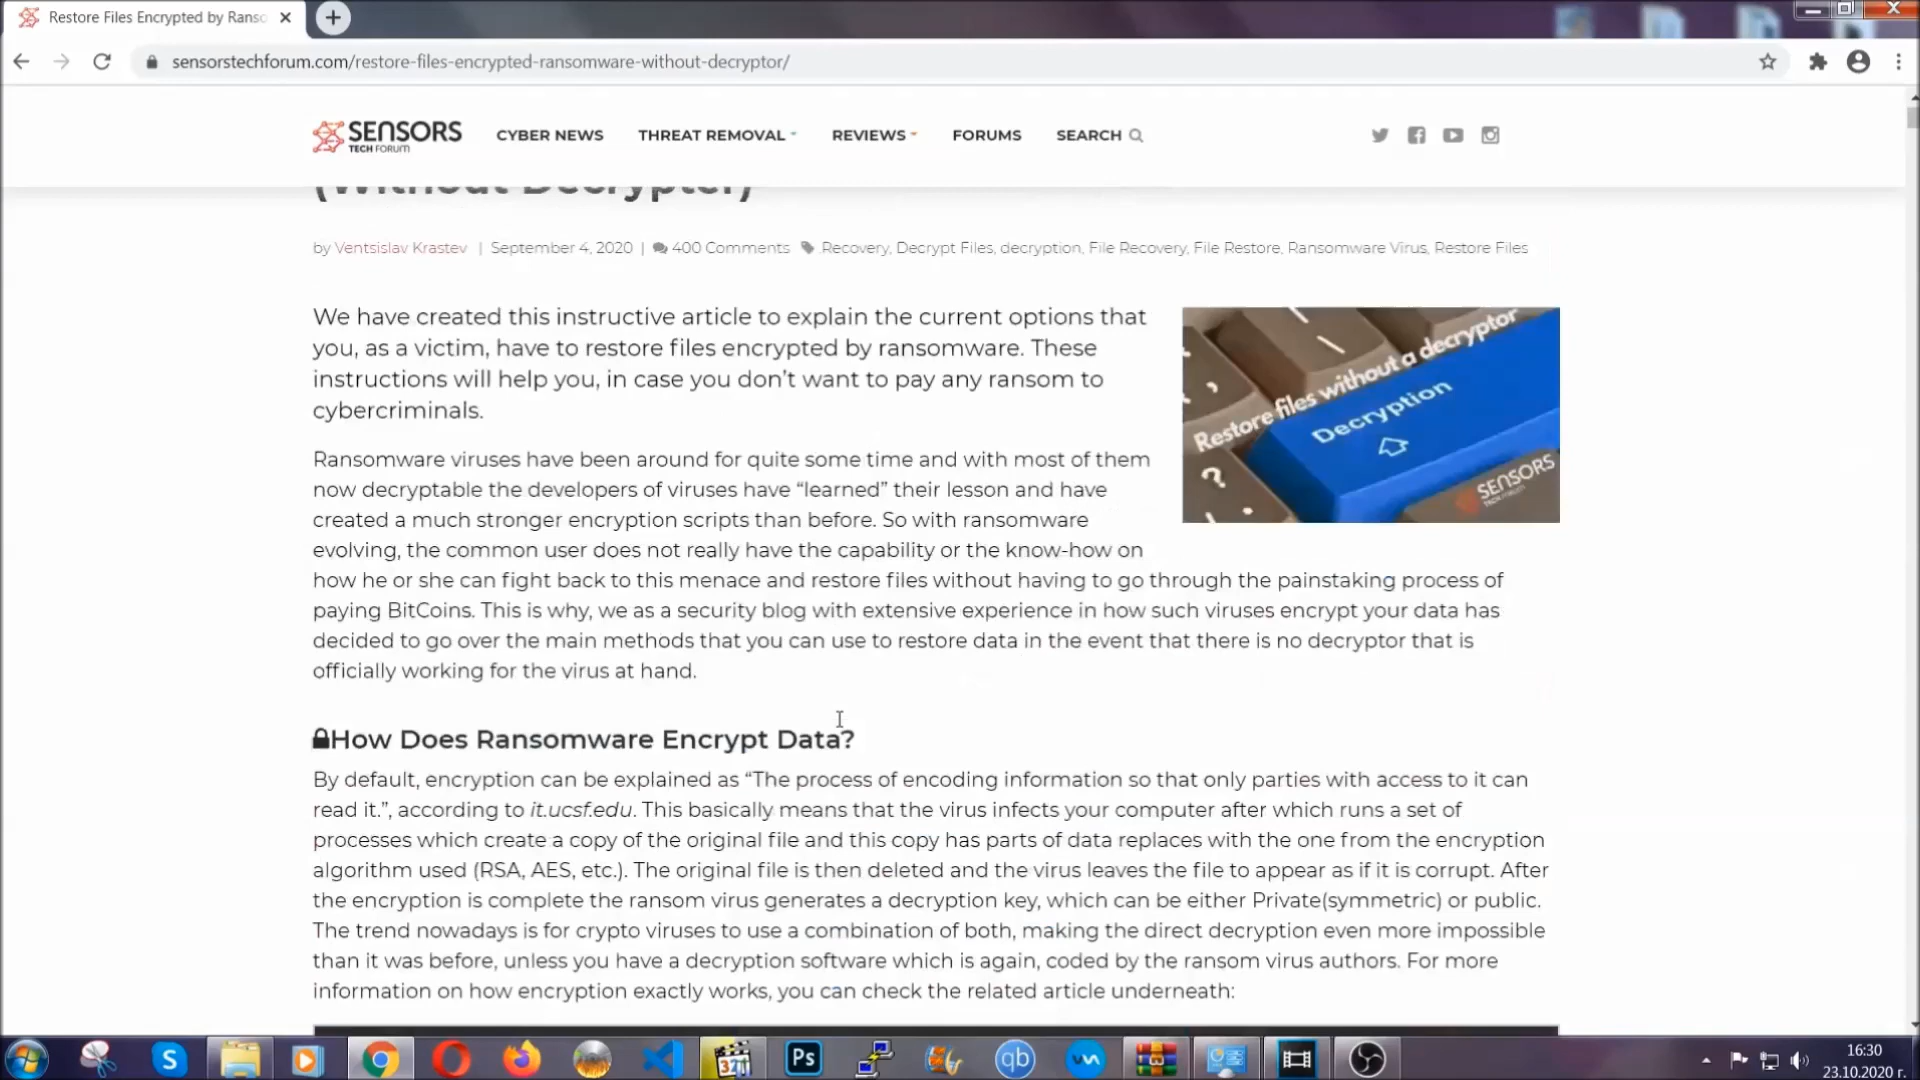 Restore Files Encrypted by Ranso
sensorstechforum.com/restore-files-encrypted-ransomware-without-decryptor/
SENSORS
TECH FORUM
CYBER NEWS
THREAT REMOVAL
REVIEWS
FORUMS
SEARCH
(Without Decrypter)
by Ventsislav Krastev | September 4, 2020 | 400 Comments Recovery, Decrypt Files, decryption, File Recovery, File Restore, Ransomware Virus, Restore Files
We have created this instructive article to explain the current options that
you, as a victim, have to restore files encrypted by ransomware. These
instructions will help you, in case you don’t want to pay any ransom to
cybercriminals.
Restore files without a decryptor
Decryption
SENSORS
Ransomware viruses have been around for quite some time and with most of them
now decryptable the developers of viruses have “learned” their lesson and have
created a much stronger encryption scripts than before. So with ransomware
evolving, the common user does not really have the capability or the know-how on
how he or she can fight back to this menace and restore files without having to go through the painstaking process of
paying BitCoins. This is why, we as a security blog with extensive experience in how such viruses encrypt your data has
decided to go over the main methods that you can use to restore data in the event that there is no decryptor that is
officially working for the virus at hand.
How Does Ransomware Encrypt Data?
By default, encryption can be explained as “The process of encoding information so that only parties with access to it can
read it.”, according to it.ucsf.edu. This basically means that the virus infects your computer after which runs a set of
processes which create a copy of the original file and this copy has parts of data replaces with the one from the encryption
algorithm used (RSA, AES, etc.). The original file is then deleted and the virus leaves the file to appear as if it is corrupt. After
the encryption is complete the ransom virus generates a decryption key, which can be either Private(symmetric) or public.
The trend nowadays is for crypto viruses to use a combination of both, making the direct decryption even more impossible
than it was before, unless you have a decryption software which is again, coded by the ransom virus authors. For more
information on how encryption exactly works, you can check the related article underneath:
321
Ps
qb
16:30
23.10.2020 г.